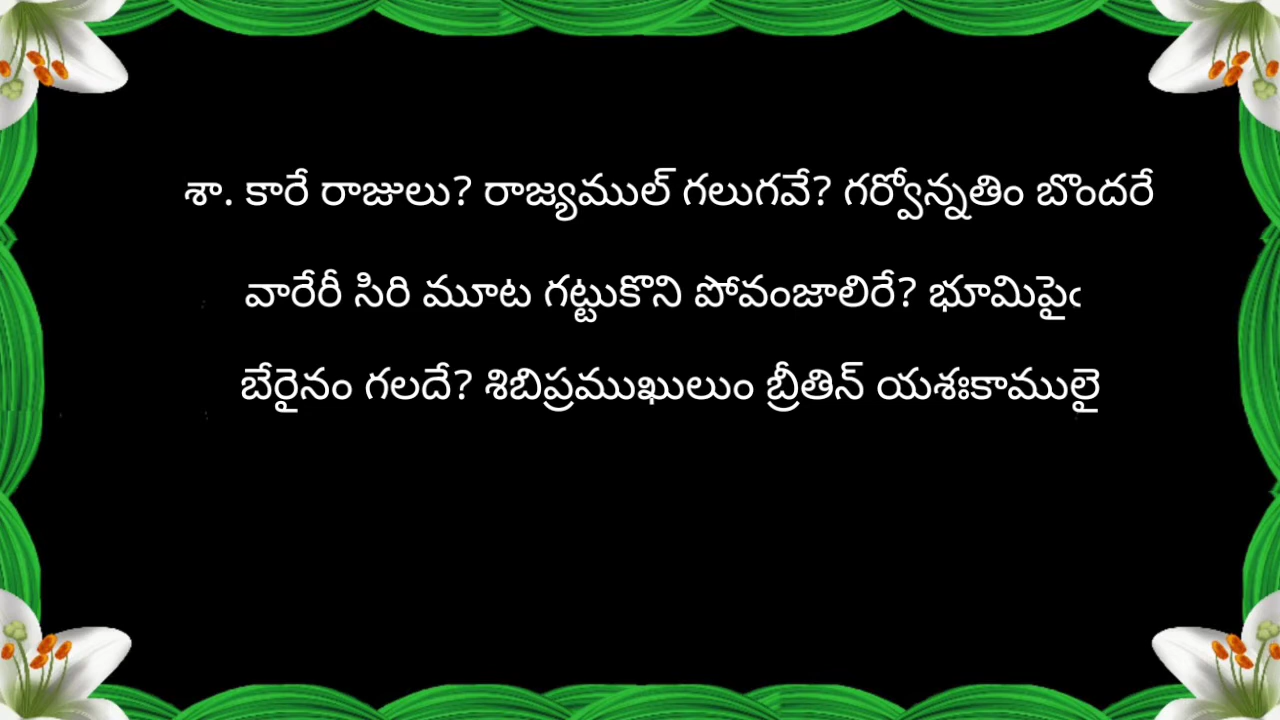 శా. కారే రాజులు? రాజ్యముల్ గలుగవే? గర్వోన్నతిం బొందరే
వారేరీ సిరి మూట గట్టుకొని పోవంజాలిరే? భూమిపైఁ
బేరైనం గలదే? శిబిప్రముఖులుం బ్రీతిన్ యశఃకాములై